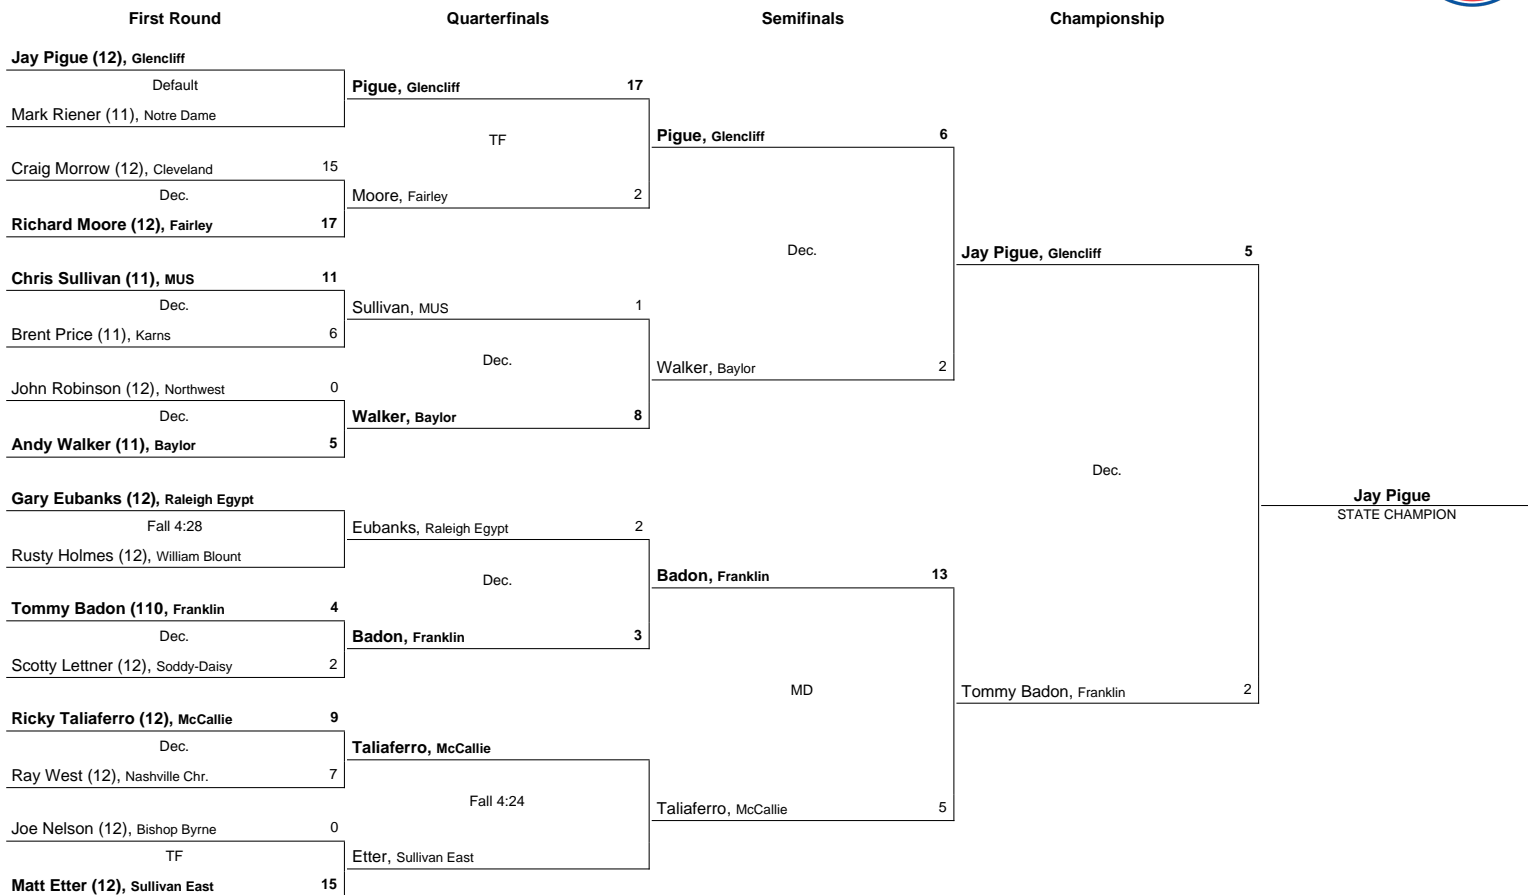 First Round Quarterfinals Semifinals Championship
Jay Pigue (12), Glencliff
Default
Mark Riener (11), Notre Dame
Craig Morrow (12), Cleveland 15
Dec.
Richard Moore (12), Fairley 17
Chris Sullivan (11), MUS 11
Dec.
Brent Price (11), Karns 6
John Robinson (12), Northwest 0
Dec.
Andy Walker (11), Baylor 5
Gary Eubanks (12), Raleigh Egypt
Fall 4:28
Rusty Holmes (12), William Blount
Tommy Badon (110, Franklin 4
Dec.
Scotty Lettner (12), Soddy-Daisy 2
Ricky Taliaferro (12), McCallie 9
Dec.
Ray West (12), Nashville Chr. 7
Joe Nelson (12), Bishop Byrne 0
TF
Matt Etter (12), Sullivan East 15
Pigue, Glencliff 17
TF
Moore, Fairley 2
Sullivan, MUS 1
Dec.
Walker, Baylor 8
Eubanks, Raleigh Egypt 2
Dec.
Badon, Franklin 3
Taliaferro, McCallie
Fall 4:24
Etter, Sullivan East
Pigue, Glencliff 6
Dec.
Walker, Baylor 2
Badon, Franklin 13
MD
Taliaferro, McCallie 5
Jay Pigue, Glencliff 5
Dec.
Tommy Badon, Franklin 2
Jay Pigue
STATE CHAMPION